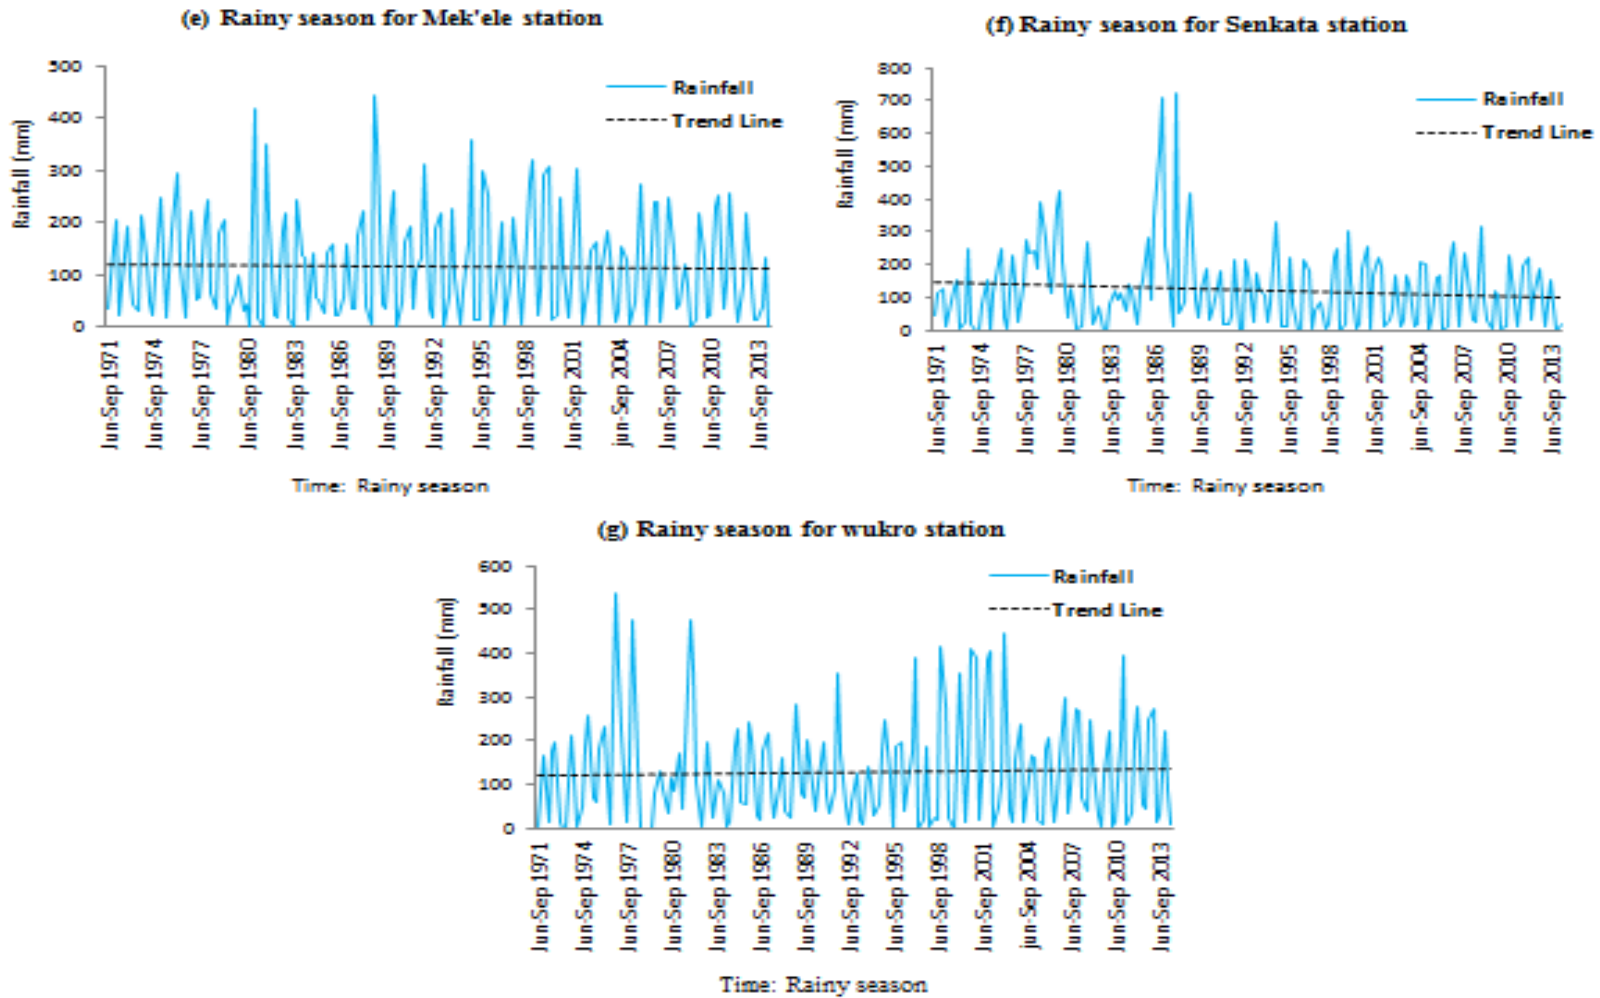 (e) Rainy season for Mek'ele station
500
400
300
200
100
0
Rainfall (mm)
Rainfall
Trend Line
Jun-Sep 1971
Jun-Sep 1974
Jun-Sep 1977
Jun-Sep 1980
Jun-Sep 1983
Jun-Sep 1986
Jun-Sep 1989
Jun-Sep 1992
Jun-Sep 1995
Jun-Sep 1998
Jun-Sep 2001
jun-Sep 2004
Jun-Sep 2007
Jun-Sep 2010
Jun-Sep 2013
Time: Rainy season
(f) Rainy season for Senkata station
800
700
600
500
400
300
200
100
0
Rainfall (mm)
Rainfall
Trend Line
Jun-Sep 1971
Jun-Sep 1974
Jun-Sep 1977
Jun-Sep 1980
Jun-Sep 1983
Jun-Sep 1986
Jun-Sep 1989
Jun-Sep 1992
Jun-Sep 1995
Jun-Sep 1998
Jun-Sep 2001
jun-Sep 2004
Jun-Sep 2007
Jun-Sep 2010
Jun-Sep 2013
Time: Rainy season
(g) Rainy season for wukro station
600
500
400
300
200
100
0
Rainfall (mm)
Rainfall
Trend Line
Jun-Sep 1971
Jun-Sep 1974
Jun-Sep 1977
Jun-Sep 1980
Jun-Sep 1983
Jun-Sep 1986
Jun-Sep 1989
Jun-Sep 1992
Jun-Sep 1995
Jun-Sep 1998
Jun-Sep 2001
jun-Sep 2004
Jun-Sep 2007
Jun-Sep 2010
Jun-Sep 2013
Time: Rainy season